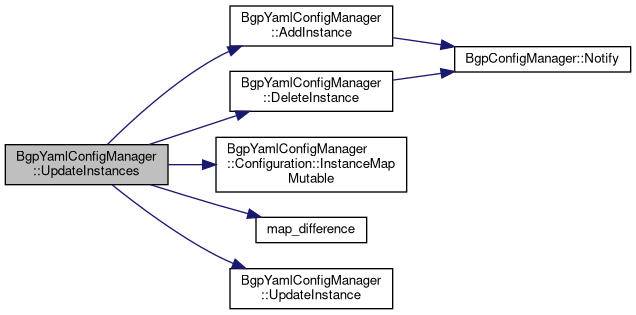 BgpYamlConfigManager
::UpdateInstances
BgpYamlConfigManager
::AddInstance
BgpYamlConfigManager
::DeleteInstance
BgpYamlConfigManager
::Configuration::InstanceMap
Mutable
map_difference
BgpYamlConfigManager
::UpdateInstance
BgpConfigManager::Notify